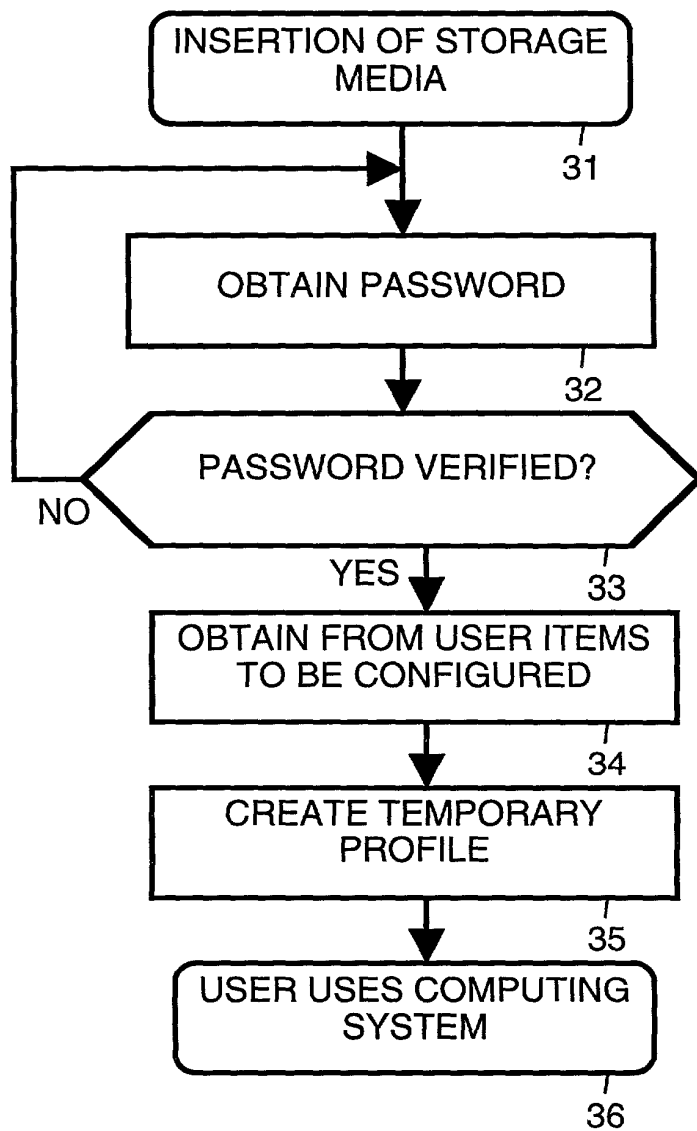 INSERTION OF STORAGE
MEDIA
31
OBTAIN PASSWORD
32
PASSWORD VERIFIED?
NO
33
YES
OBTAIN FROM USER ITEMS
TO BE CONFIGURED
34
CREATE TEMPORARY
PROFILE
35
USER USES COMPUTING
SYSTEM
36